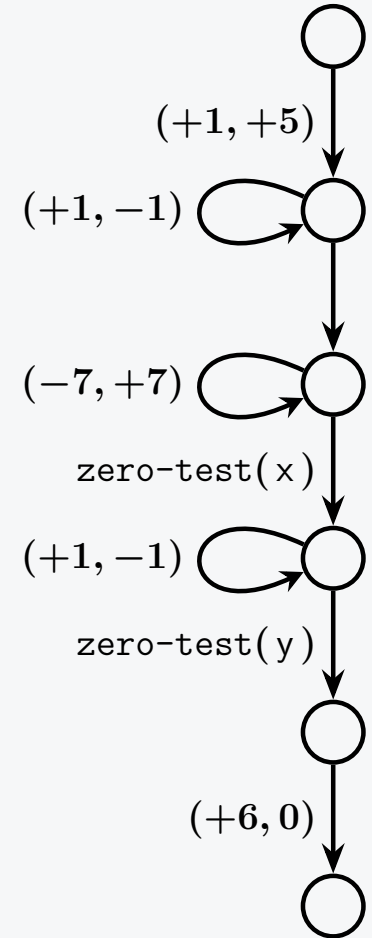 (+1, +5)
(+1, −1)
(−7, +7)
zero-test(x)
(+1, −1)
zero-test(y)
(+6, 0)